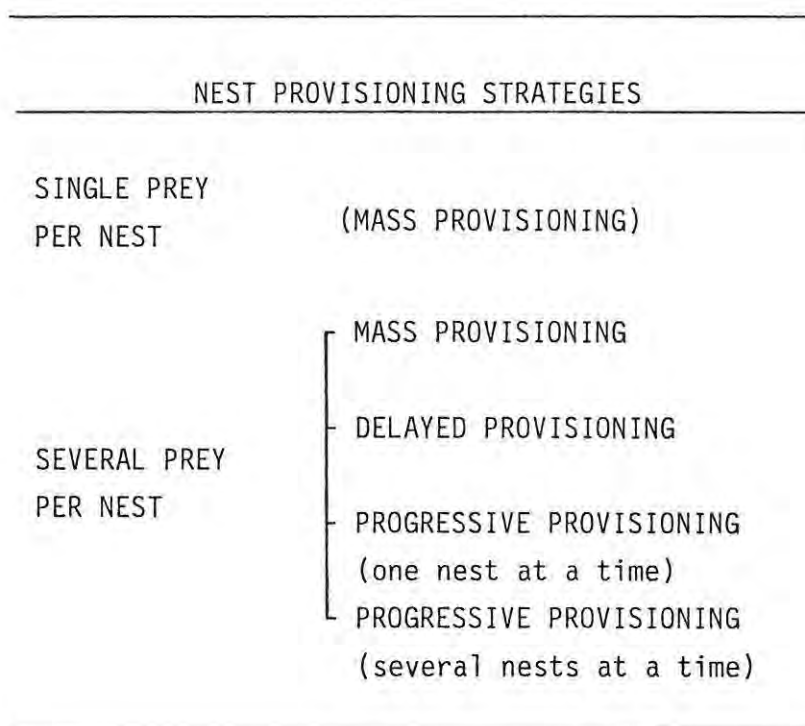 NEST PROVISIONING STRATEGIES
SINGLE PREY
PER NEST
(MASS PROVISIONING)
SEVERAL PREY
PER NEST
MASS PROVISIONING
DELAYED PROVISIONING
PROGRESSIVE PROVISIONING
(one nest at a time)
PROGRESSIVE PROVISIONING
(several nests at a time)